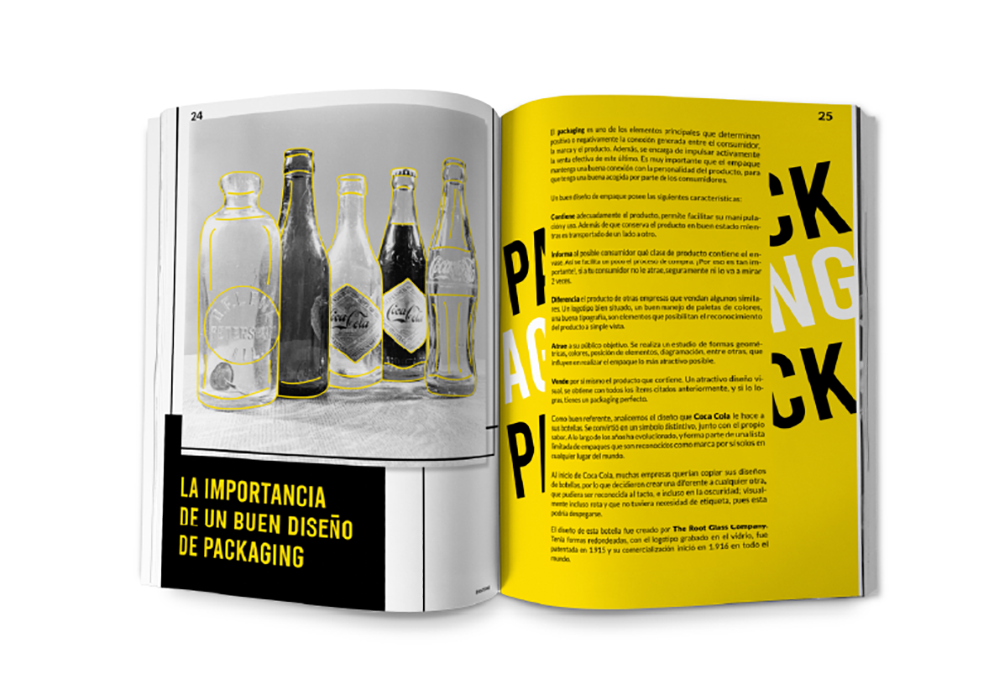 24
Coca-Cola
Coca-Cola
Coca-Cola
LA IMPORTANCIA
DE UN BUEN DISEÑO
DE PACKAGING
25
El packaging es uno de los elementos principales que determinan
positivo o negativamente la conexión generada entre el consumidor,
la marca y el producto. Además, se encarga de impulsar activamente
la venta efectiva de este último. Es muy importante que el empaque
mantenga una buena conexión con la personalidad del producto, para
que tenga una buena acogida por parte de los consumidores.
Un buen diseño de empaque posee las siguientes características:
Contiene adecuadamente el producto, permite facilitar su manipula-
ción y uso. Además de que conserva el producto en buen estado mien-
tras es transportado de un lado a otro.
Informa al posible consumidor qué clase de producto contiene el en-
vase. Así se facilita un poco el proceso de compra. ¡Por eso es tan im-
portante!, si a tu consumidor no le atrae, seguramente ni lo va a mirar
2 veces.
Diferencia el producto de otras empresas que vendan algunos simila-
res. Un logotipo bien situado, un buen manejo de paletas de colores,
una buena tipografía, son elementos que posibilitan el reconocimiento
del producto a simple vista.
Atrae a su público objetivo. Se realiza un estudio de formas geomé-
tricas, colores, posición de elementos, diagramación, entre otras, que
influyen en realizar el empaque lo más atractivo posible.
Vende por si mismo el producto que contiene. Un atractivo diseño vi-
sual, se obtiene con todos los ítems citados anteriormente, y si lo lo-
gras, tienes un packaging perfecto.
Como buen referente, analicemos el diseño que Coca Cola le hace a
sus botellas. Se convirtió en un símbolo distintivo, junto con el propio
sabor. A lo largo de los años ha evolucionado, y forma parte de una lista
limitada de empaques que son reconocidos como marca por si solos en
cualquier lugar del mundo.
Al inicio de Coca Cola, muchas empresas querían copiar sus diseños
de botellas, por lo que decidieron crear una diferente a cualquier otra,
que pudiera ser reconocida al tacto, e incluso en la oscuridad; visual-
mente incluso rota y que no tuviera necesidad de etiqueta, pues esta
podría despegarse.
El diseño de esta botella fue creado por The Root Glass Company.
Tenía formas redondeadas, con el logotipo grabado en el vidrio, fue
patentada en 1.915 y su comercialización inició en 1.916 en todo el
mundo.
PA CK
AG NG
P CK